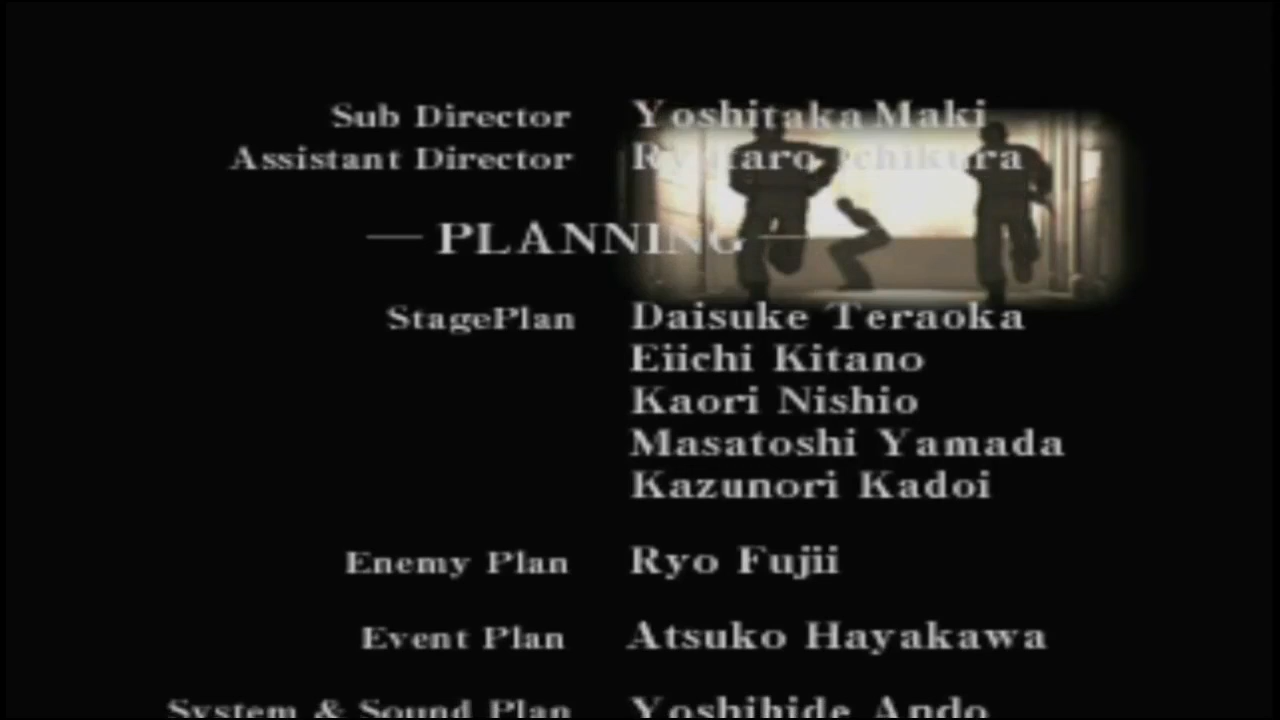 Sub Director Yoshitaka Maki
Assistant Director
— PLANNING —
StagePlan Daisuke Teraoka
Eiichi Kitano
Kaori Nishio
Masatoshi Yamada
Kazunori Kadoi
Enemy Plan Ryo Fujii
Event Plan Atsuko Hayakawa
System & Sound Plan Yoshihide Ando